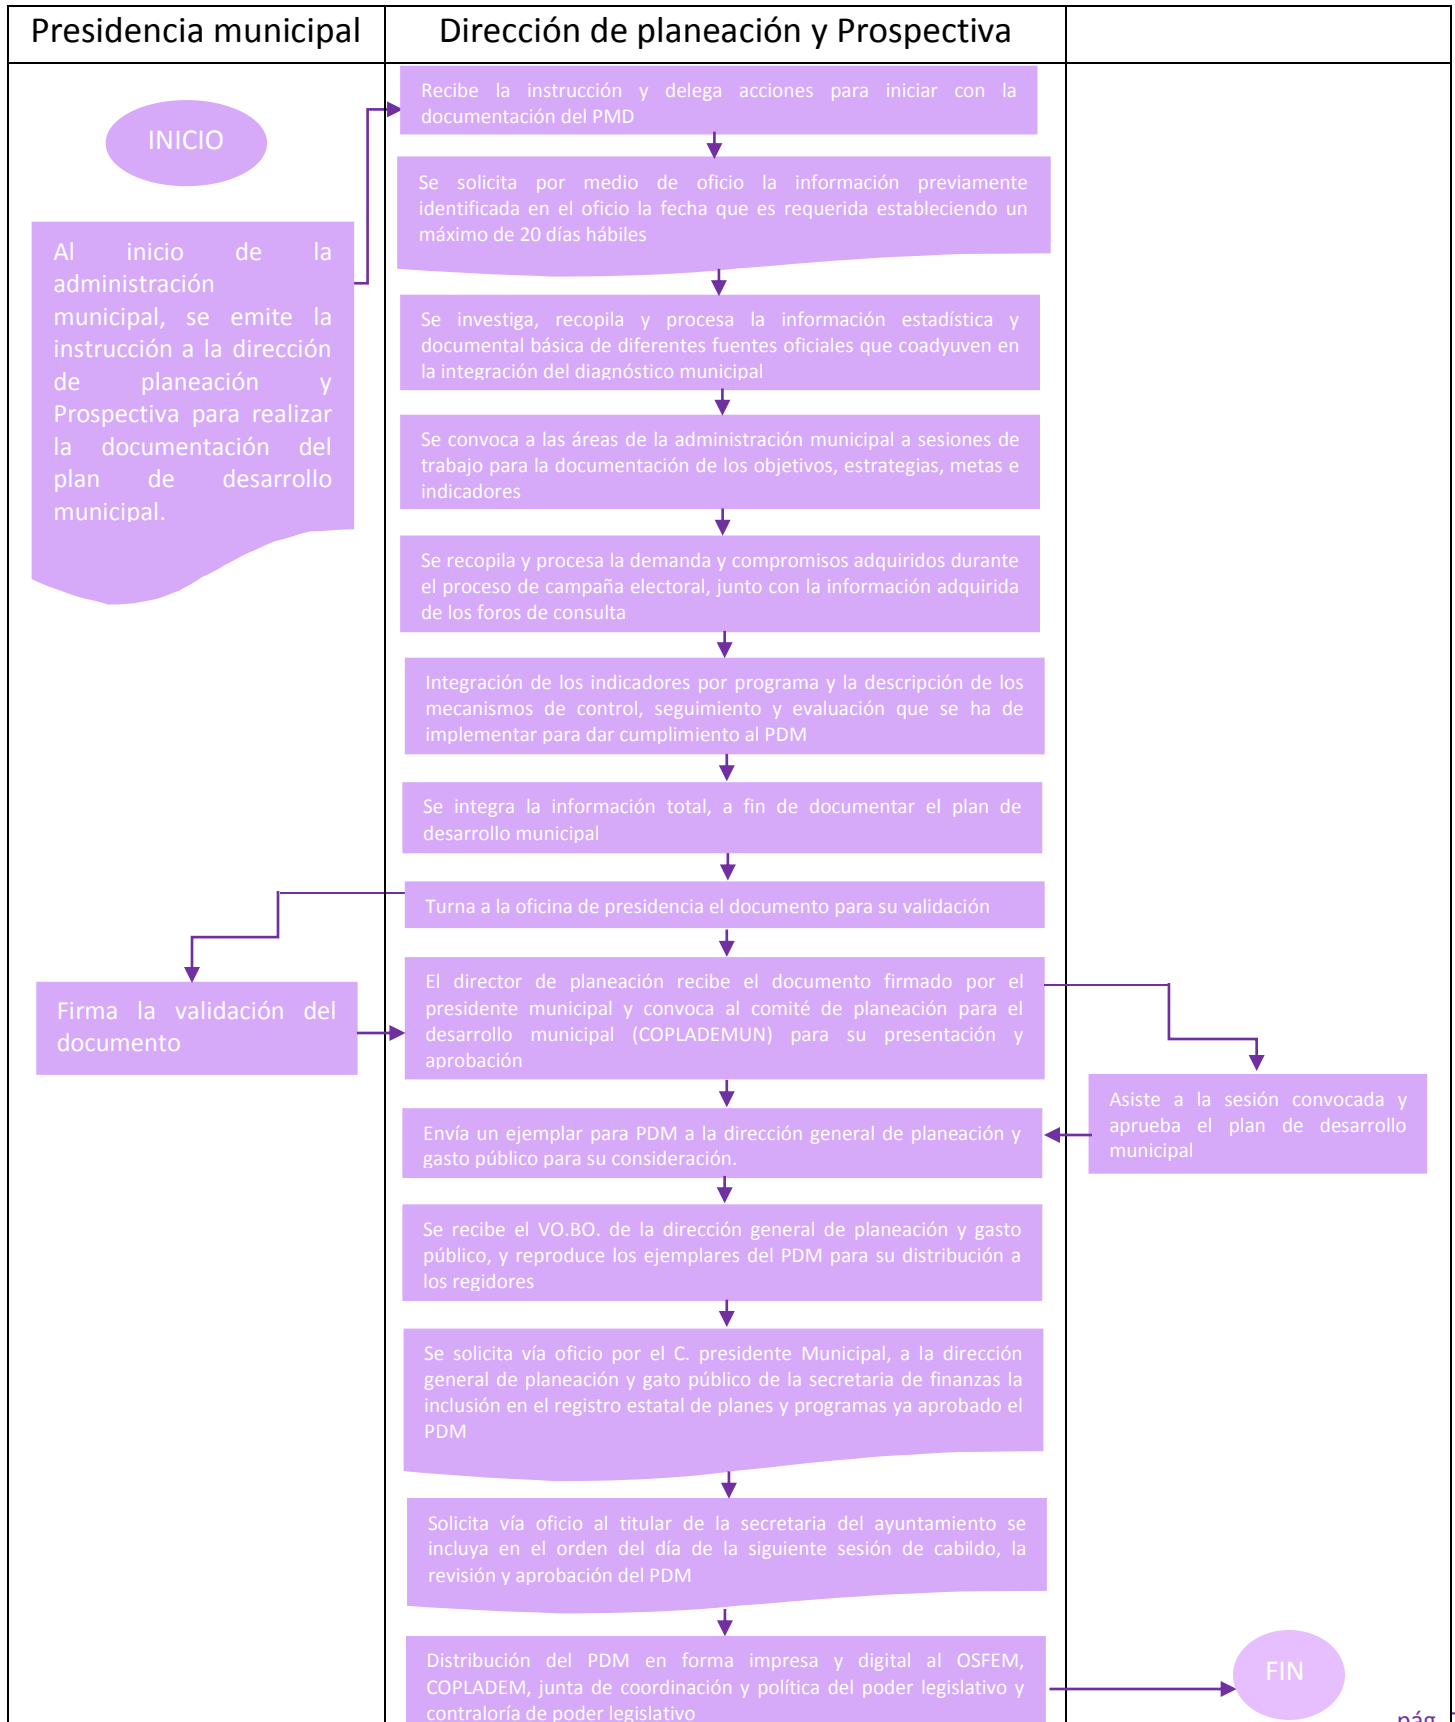 Presidencia municipal
Dirección de planeación y Prospectiva
INICIO
Al inicio de la
administración
municipal, se emite la
instrucción a la dirección
de planeación y
Prospectiva para realizar
la documentación del
plan de desarrollo
municipal.
Recibe la instrucción y delega acciones para iniciar con la
documentación del PMD
Se solicita por medio de oficio la información previamente
identificada en el oficio la fecha que es requerida estableciendo un
máximo de 20 días hábiles
Se investiga, recopila y procesa la información estadística y
documental básica de diferentes fuentes oficiales que coadyuven en
la integración del diagnóstico municipal
Se convoca a las áreas de la administración municipal a sesiones de
trabajo para la documentación de los objetivos, estrategias, metas e
indicadores
Se recopila y procesa la demanda y compromisos adquiridos durante
el proceso de campaña electoral, junto con la información adquirida
de los foros de consulta
Integración de los indicadores por programa y la descripción de los
mecanismos de control, seguimiento y evaluación que se ha de
implementar para dar cumplimiento al PDM
Se integra la información total, a fin de documentar el plan de
desarrollo municipal
Turna a la oficina de presidencia el documento para su validación
Firma la validación del
documento
El director de planeación recibe el documento firmado por el
presidente municipal y convoca al comité de planeación para el
desarrollo municipal (COPLADEMUN) para su presentación y
aprobación
Asiste a la sesión convocada y
aprueba el plan de desarrollo
municipal
Envía un ejemplar para PDM a la dirección general de planeación y
gasto público para su consideración.
Se recibe el VO.BO. de la dirección general de planeación y gasto
público, y reproduce los ejemplares del PDM para su distribución a
los regidores
Se solicita vía oficio por el C. presidente Municipal, a la dirección
general de planeación y gato público de la secretaria de finanzas la
inclusión en el registro estatal de planes y programas ya aprobado el
PDM
Solicita vía oficio al titular de la secretaria del ayuntamiento se
incluya en el orden del día de la siguiente sesión de cabildo, la
revisión y aprobación del PDM
Distribución del PDM en forma impresa y digital al OSFEM,
COPLADEM, junta de coordinación y política del poder legislativo y
contraloría de poder legislativo
FIN
pág.